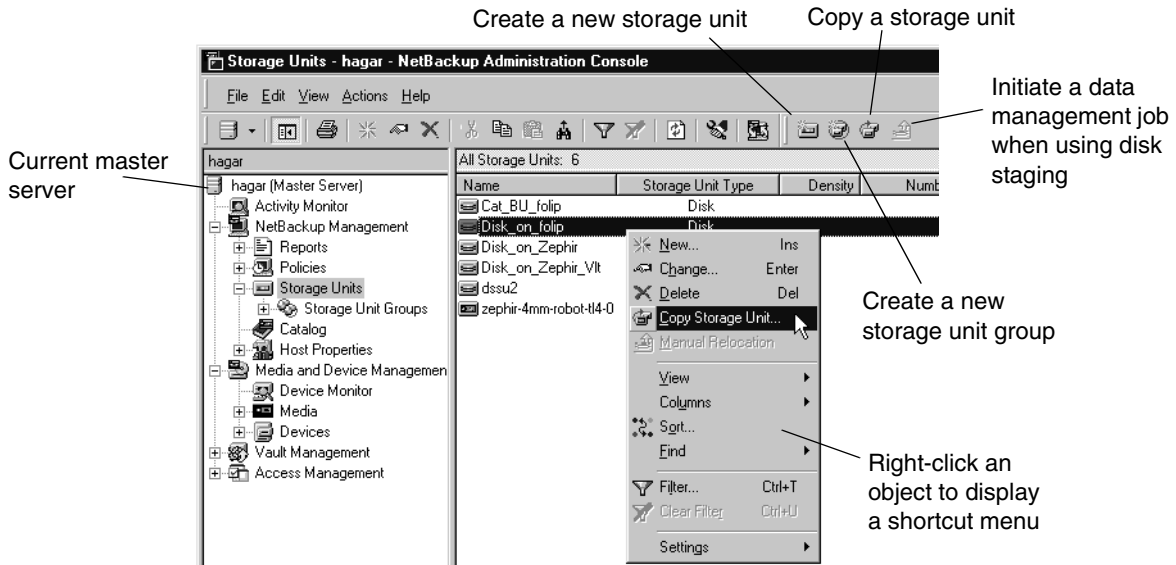 Create a new storage unit
Copy a storage unit
Storage Units - hagar - NetBackup Administration Console
File Edit View Actions Help
Initiate a data
management job
when using disk
staging
Current master
server
hagar
All Storage Units: 6
Name Storage Unit Type Density Numb
hagar (Master Server)
Activity Monitor
NetBackup Management
Reports
Policies
Storage Units
Storage Unit Groups
Catalog
Host Properties
Media and Device Managemen
Device Monitor
Media
Devices
Vault Management
Access Management
Cat_BU_folip Disk
Disk_on_folip Disk
Disk_on_Zephir
Disk_on_Zephir_Vlt
dssu2
zephir-4mm-robot-tl4-0
New... Ins
Change... Enter
Delete Del
Copy Storage Unit...
Manual Relocation
View
Columns
Sort...
Find
Filter... Ctrl+T
Clear Filter Ctrl+U
Settings
Create a new
storage unit group
Right-click an
object to display
a shortcut menu